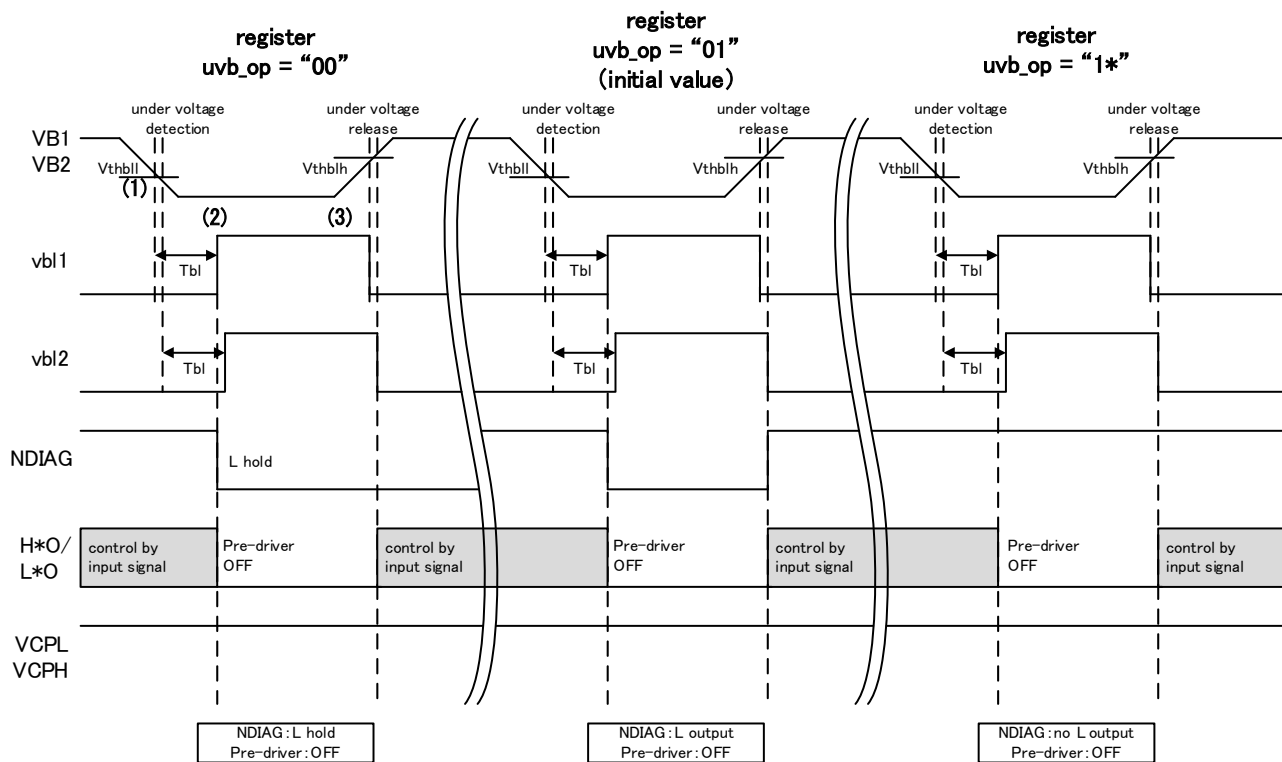 register
uvb_op = “00”
register
uvb_op = “01”
(initial value)
register
uvb_op = “1*”
under voltage
detection
under voltage
release
under voltage
detection
under voltage
release
under voltage
detection
under voltage
release
VB1
VB2
Vthbll
(1)
Vthblh
Vthbll
Vthblh
Vthbll
Vthblh
(2)
(3)
vbl1
Tbl
Tbl
Tbl
vbl2
Tbl
Tbl
Tbl
NDIAG
L hold
H*O/
L*O
control by
input signal
Pre-driver
OFF
control by
input signal
Pre-driver
OFF
control by
input signal
Pre-driver
OFF
control by
input signal
VCPL
VCPH
NDIAG:L hold
Pre-driver:OFF
NDIAG:L output
Pre-driver:OFF
NDIAG:no L output
Pre-driver:OFF